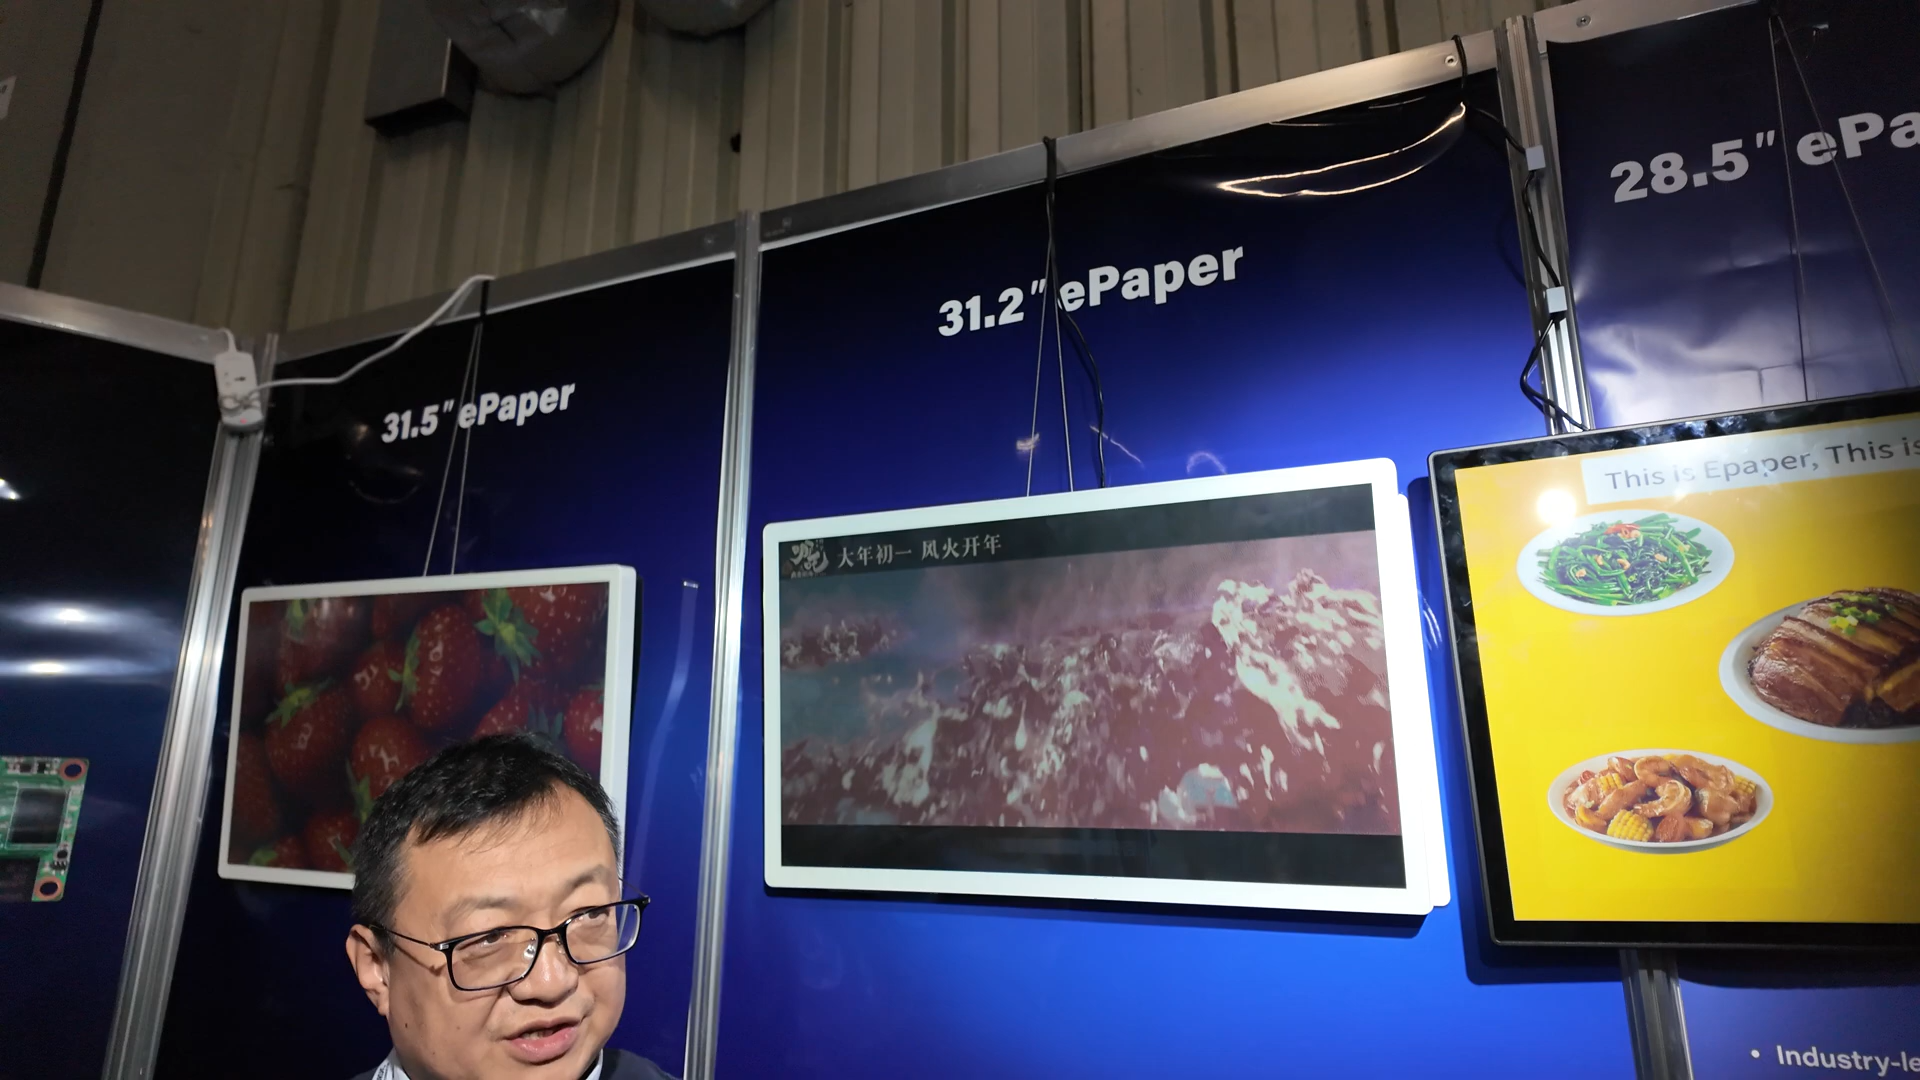 31.5" ePaper
31.2" ePaper
28.5" ePa
大年初一 风火开年
This is Epaper, This is
• Industry-le